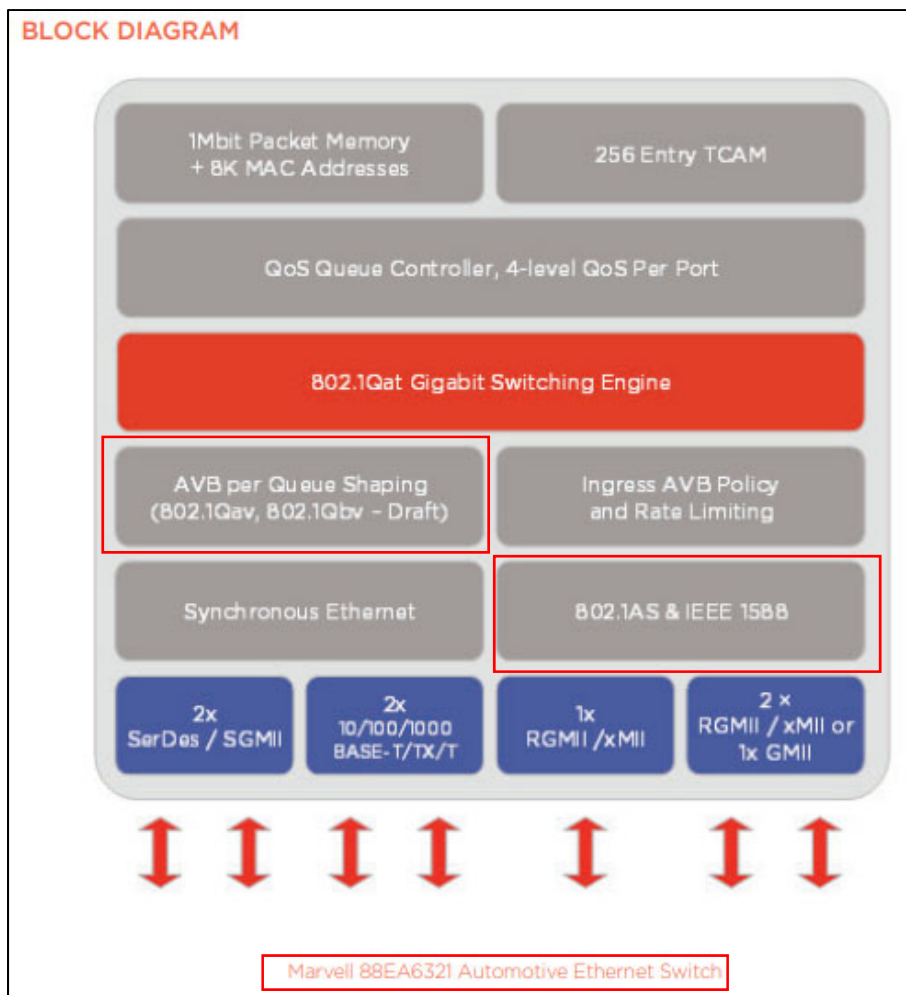 BLOCK DIAGRAM
1Mbit Packet Memory
+ 8K MAC Addresses
256 Entry TCAM
QoS Queue Controller, 4-level QoS Per Port
802.1Qat Gigabit Switching Engine
AVB per Queue Shaping
(802.1Qav, 802.1Qbv - Draft)
Ingress AVB Policy
and Rate Limiting
Synchronous Ethernet
802.1AS & IEEE 1588
2x
SerDes / SGMII
2x
10/100/1000
BASE-T/TX/T
1x
RGMII /xMII
2 ×
RGMII / xMII or
1x GMII
Marvell 88EA6321 Automotive Ethernet Switch